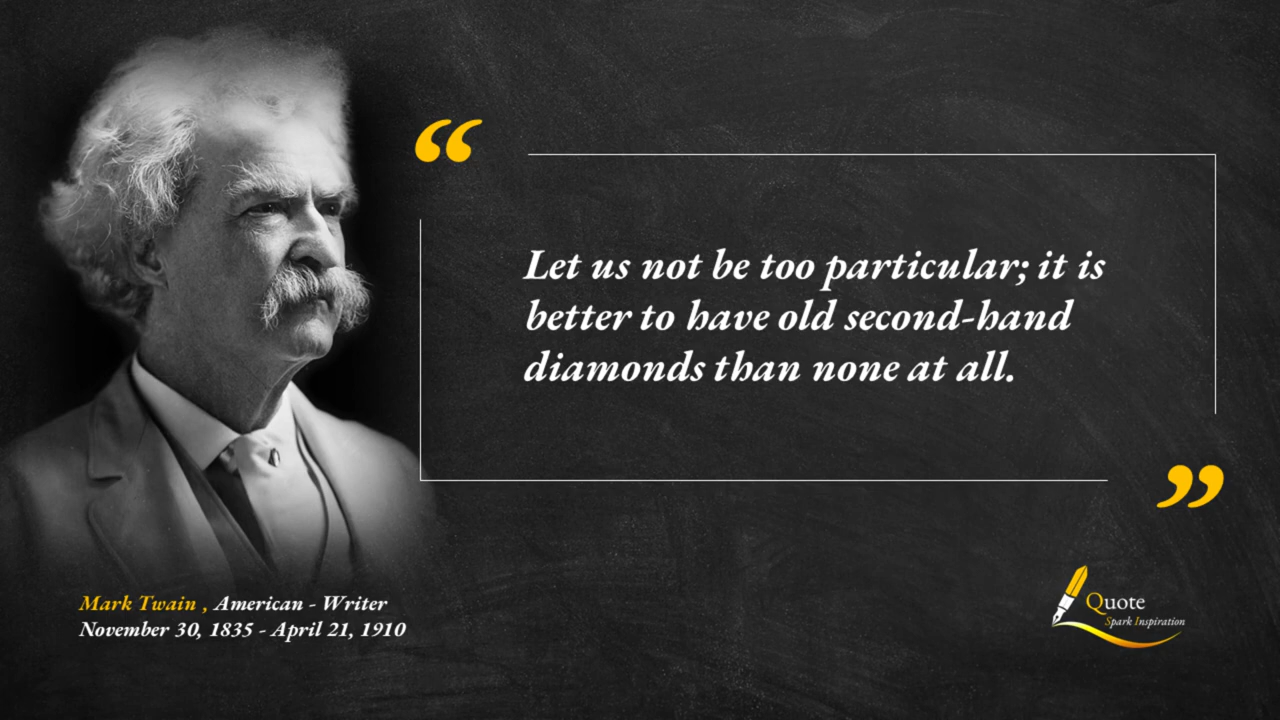 “
Let us not be too particular; it is
better to have old second-hand
diamonds than none at all.
”
Mark Twain , American - Writer
November 30, 1835 - April 21, 1910
Quote
Spark Inspiration